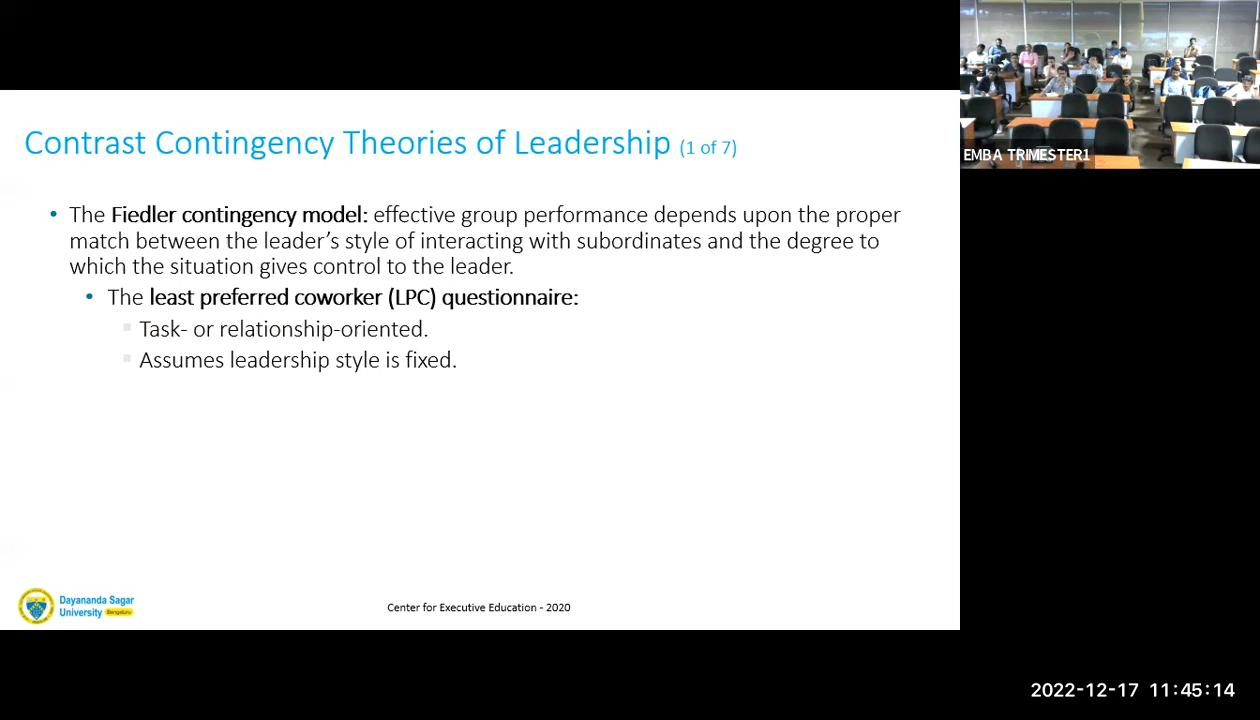 Contrast Contingency Theories of Leadership (1 of 7)
• The Fiedler contingency model: effective group performance depends upon the proper
match between the leader's style of interacting with subordinates and the degree to
which the situation gives control to the leader.
• The least preferred coworker (LPC) questionnaire:
▪ Task- or relationship-oriented.
▪ Assumes leadership style is fixed.
Dayananda Sagar
University Bengaluru
Center for Executive Education - 2020
EMBA TRIMESTER1
2022-12-17 11:45:14